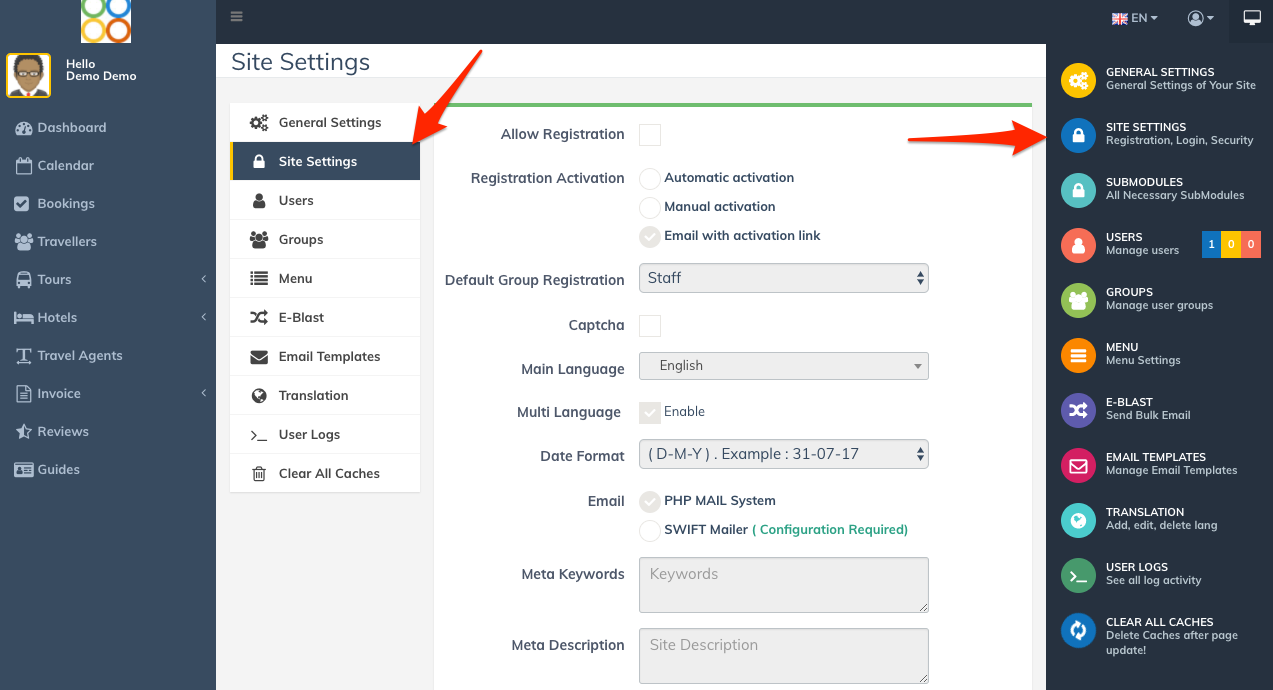 Hello
Demo Demo
Dashboard
Calendar
Bookings
Travellers
Tours
Hotels
Travel Agents
Invoice
Reviews
Guides
EN
Site Settings
General Settings
Site Settings
Users
Groups
Menu
E-Blast
Email Templates
Translation
User Logs
Clear All Caches
Allow Registration
Registration Activation
Automatic activation
Manual activation
Email with activation link
Default Group Registration
Staff
Captcha
Main Language
English
Multi Language
Enable
Date Format
( D-M-Y ) . Example : 31-07-17
Email
PHP MAIL System
SWIFT Mailer ( Configuration Required)
Meta Keywords
Keywords
Meta Description
Site Description
GENERAL SETTINGS
General Settings of Your Site
SITE SETTINGS
Registration, Login, Security
SUBMODULES
All Necessary SubModules
USERS
Manage users
1 0 0
GROUPS
Manage user groups
MENU
Menu Settings
E-BLAST
Send Bulk Email
EMAIL TEMPLATES
Manage Email Templates
TRANSLATION
Add, edit, delete lang
USER LOGS
See all log activity
CLEAR ALL CACHES
Delete Caches after page
update!